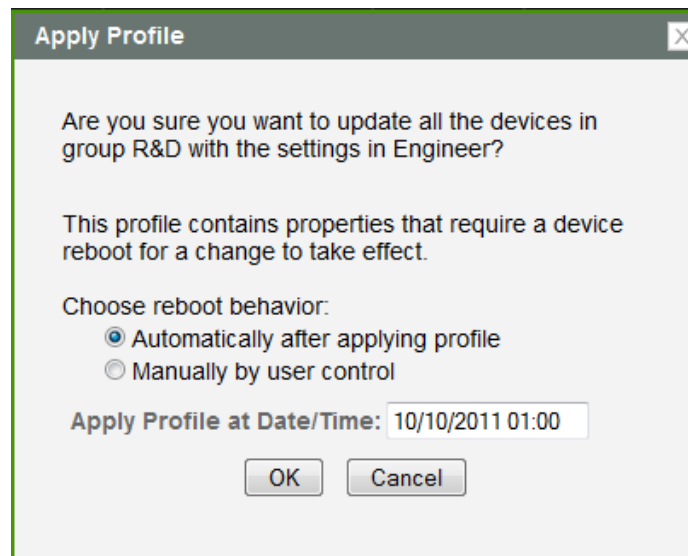 Apply Profile
Are you sure you want to update all the devices in
group R&D with the settings in Engineer?
This profile contains properties that require a device
reboot for a change to take effect.
Choose reboot behavior:
Automatically after applying profile
Manually by user control
Apply Profile at Date/Time: 10/10/2011 01:00
OK Cancel